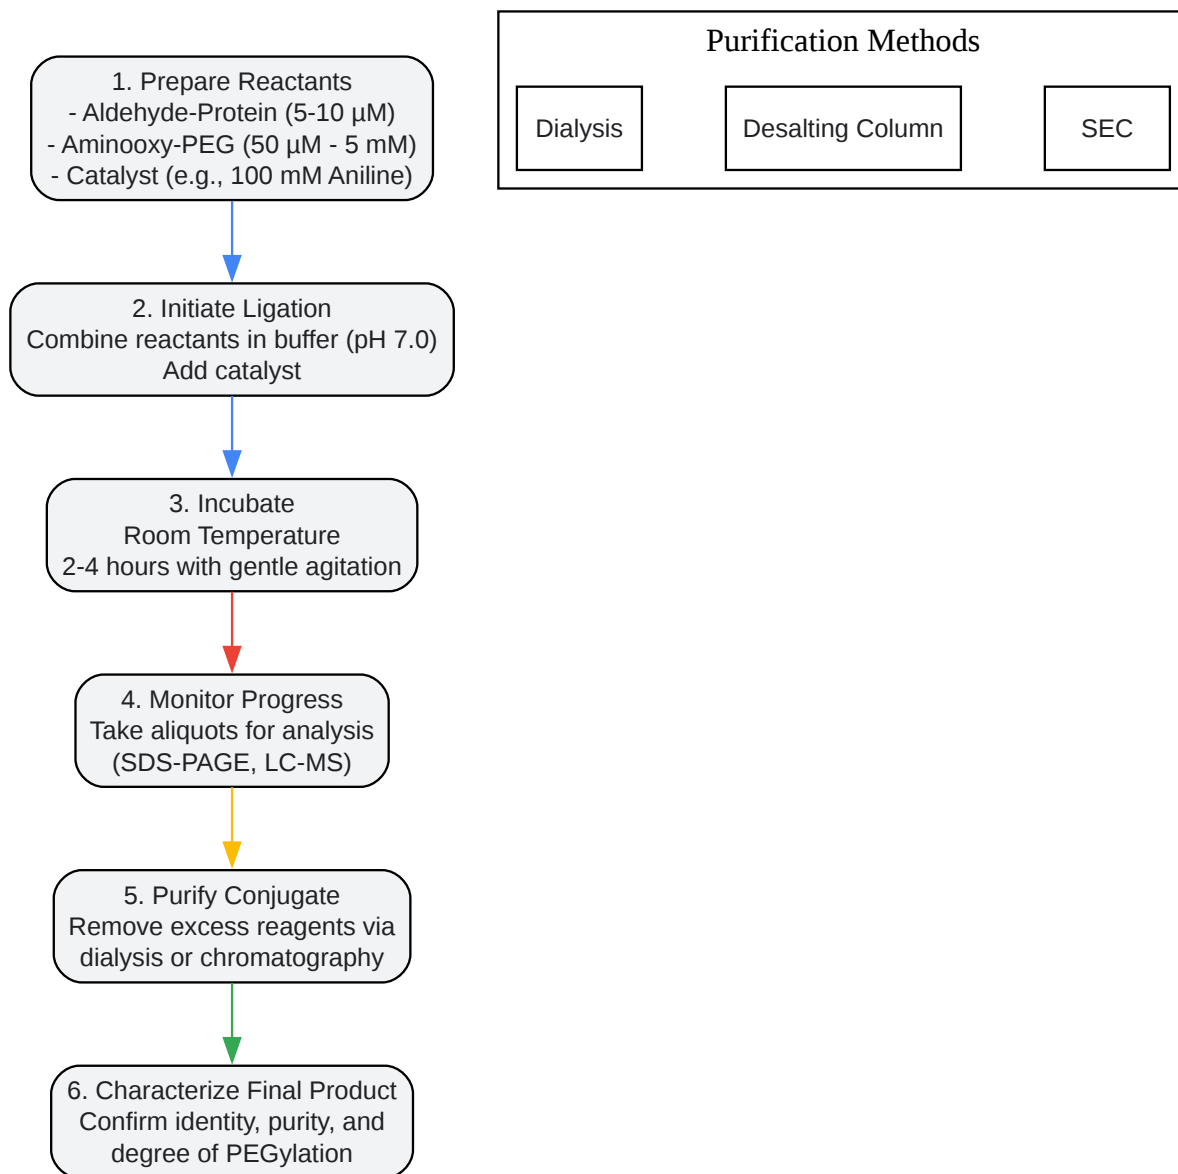 1. Prepare Reactants
- Aldehyde-Protein (5-10 µM)
- Aminooxy-PEG (50 µM - 5 mM)
- Catalyst (e.g., 100 mM Aniline)
2. Initiate Ligation
Combine reactants in buffer (pH 7.0)
Add catalyst
3. Incubate
Room Temperature
2-4 hours with gentle agitation
4. Monitor Progress
Take aliquots for analysis
(SDS-PAGE, LC-MS)
5. Purify Conjugate
Remove excess reagents via
dialysis or chromatography
6. Characterize Final Product
Confirm identity, purity, and
degree of PEGylation
Purification Methods
Dialysis
Desalting Column
SEC